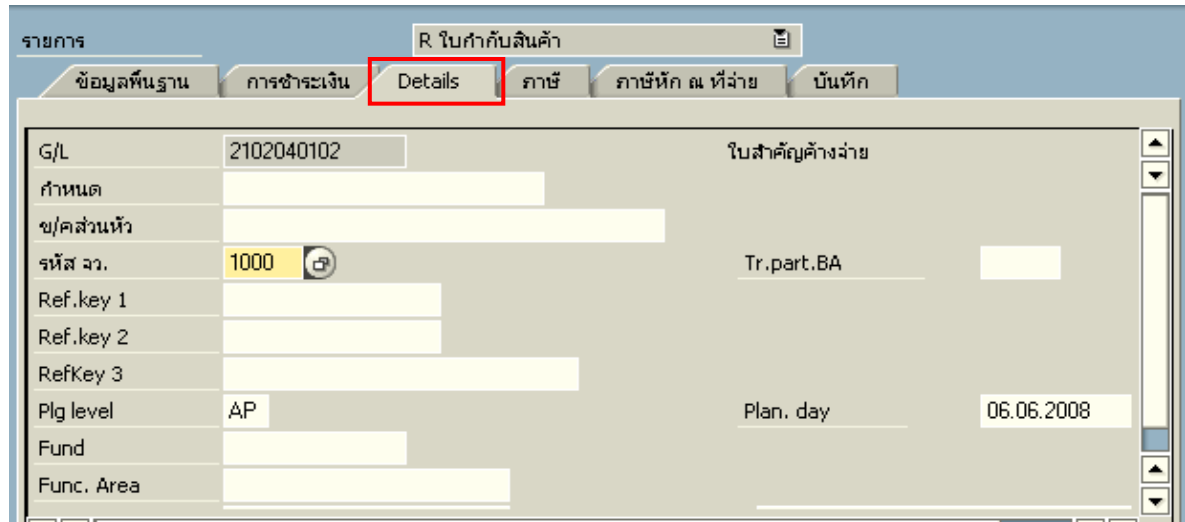 รายการ R ใบกำกับสินค้า
ข้อมูลพื้นฐาน การชำระเงิน Details ภาษี ภาษีหัก ณ ที่จ่าย บันทึก
G/L 2102040102 ใบสำคัญค้างจ่าย
กำหนด
ข/คส่วนหัว
รหัส จว. 1000 Tr.part.BA
Ref.key 1
Ref.key 2
RefKey 3
Plg level AP Plan. day 06.06.2008
Fund
Func. Area